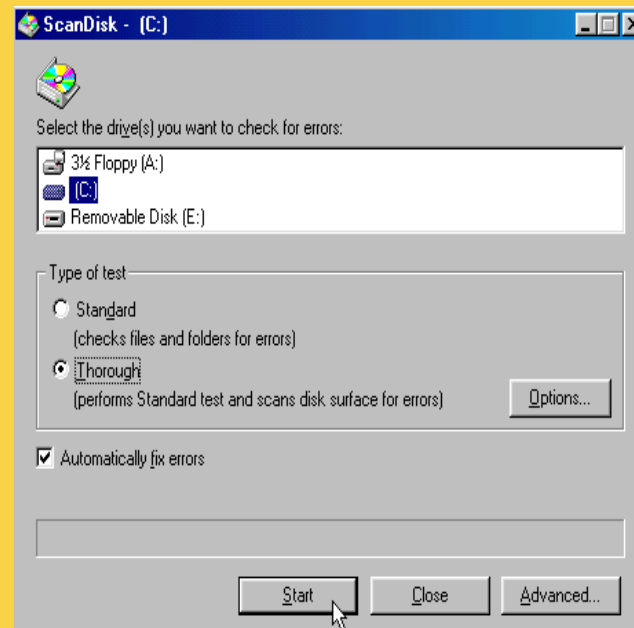 ScanDisk - (C:)
Select the drive(s) you want to check for errors:
3½ Floppy (A:)
(C:)
Removable Disk (E:)
Type of test
Standard
(checks files and folders for errors)
Thorough
(performs Standard test and scans disk surface for errors)
Options...
Automatically fix errors
Start
Close
Advanced...